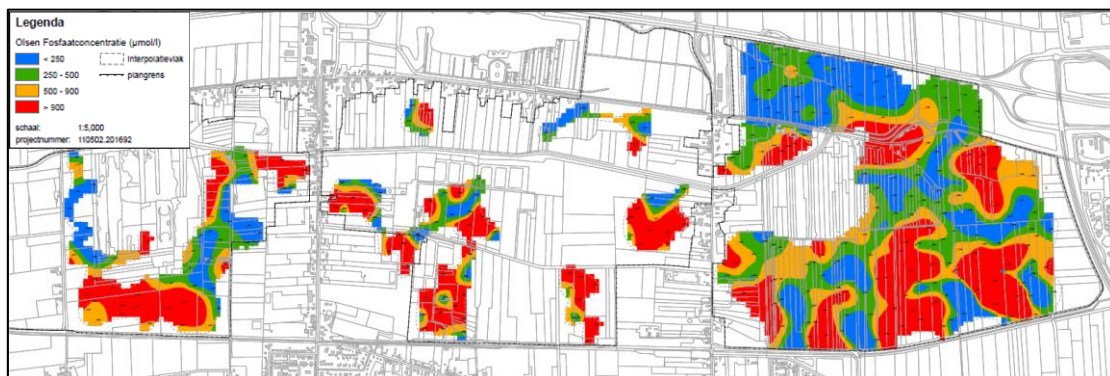 Legenda
Olsen Fosfaatconcentratie (µmol/l)
< 250
Interpolatievlak
250 - 500
plangrens
500 - 900
> 900
schaal: 1:5,000
projectnummer: 110502.201692